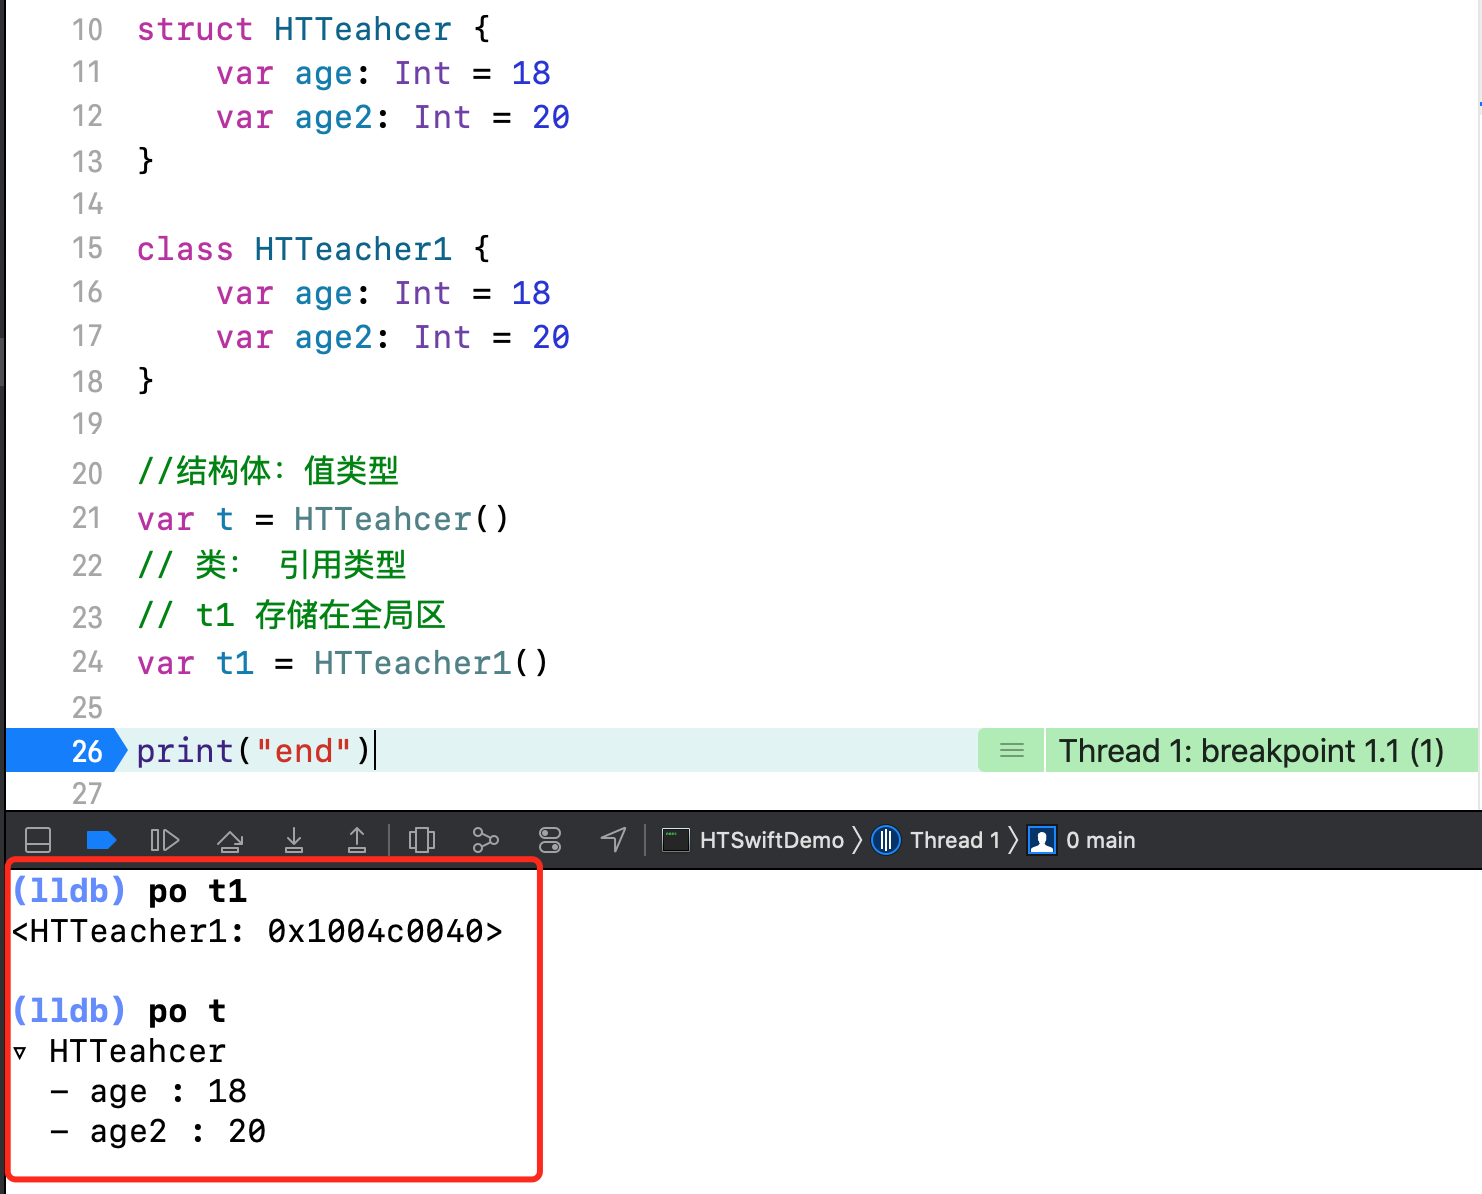 10 struct HTTeahcer {
11     var age: Int = 18
12     var age2: Int = 20
13 }
14
15 class HTTeacher1 {
16     var age: Int = 18
17     var age2: Int = 20
18 }
19
20 //结构体：值类型
21 var t = HTTeahcer()
22 // 类： 引用类型
23 // t1 存储在全局区
24 var t1 = HTTeacher1()
25
26 print("end") Thread 1: breakpoint 1.1 (1)
27
HTSwiftDemo 〉 Thread 1 〉 0 main
(lldb) po t1
<HTTeacher1: 0x1004c0040>
(lldb) po t
▿ HTTeahcer
  - age : 18
  - age2 : 20